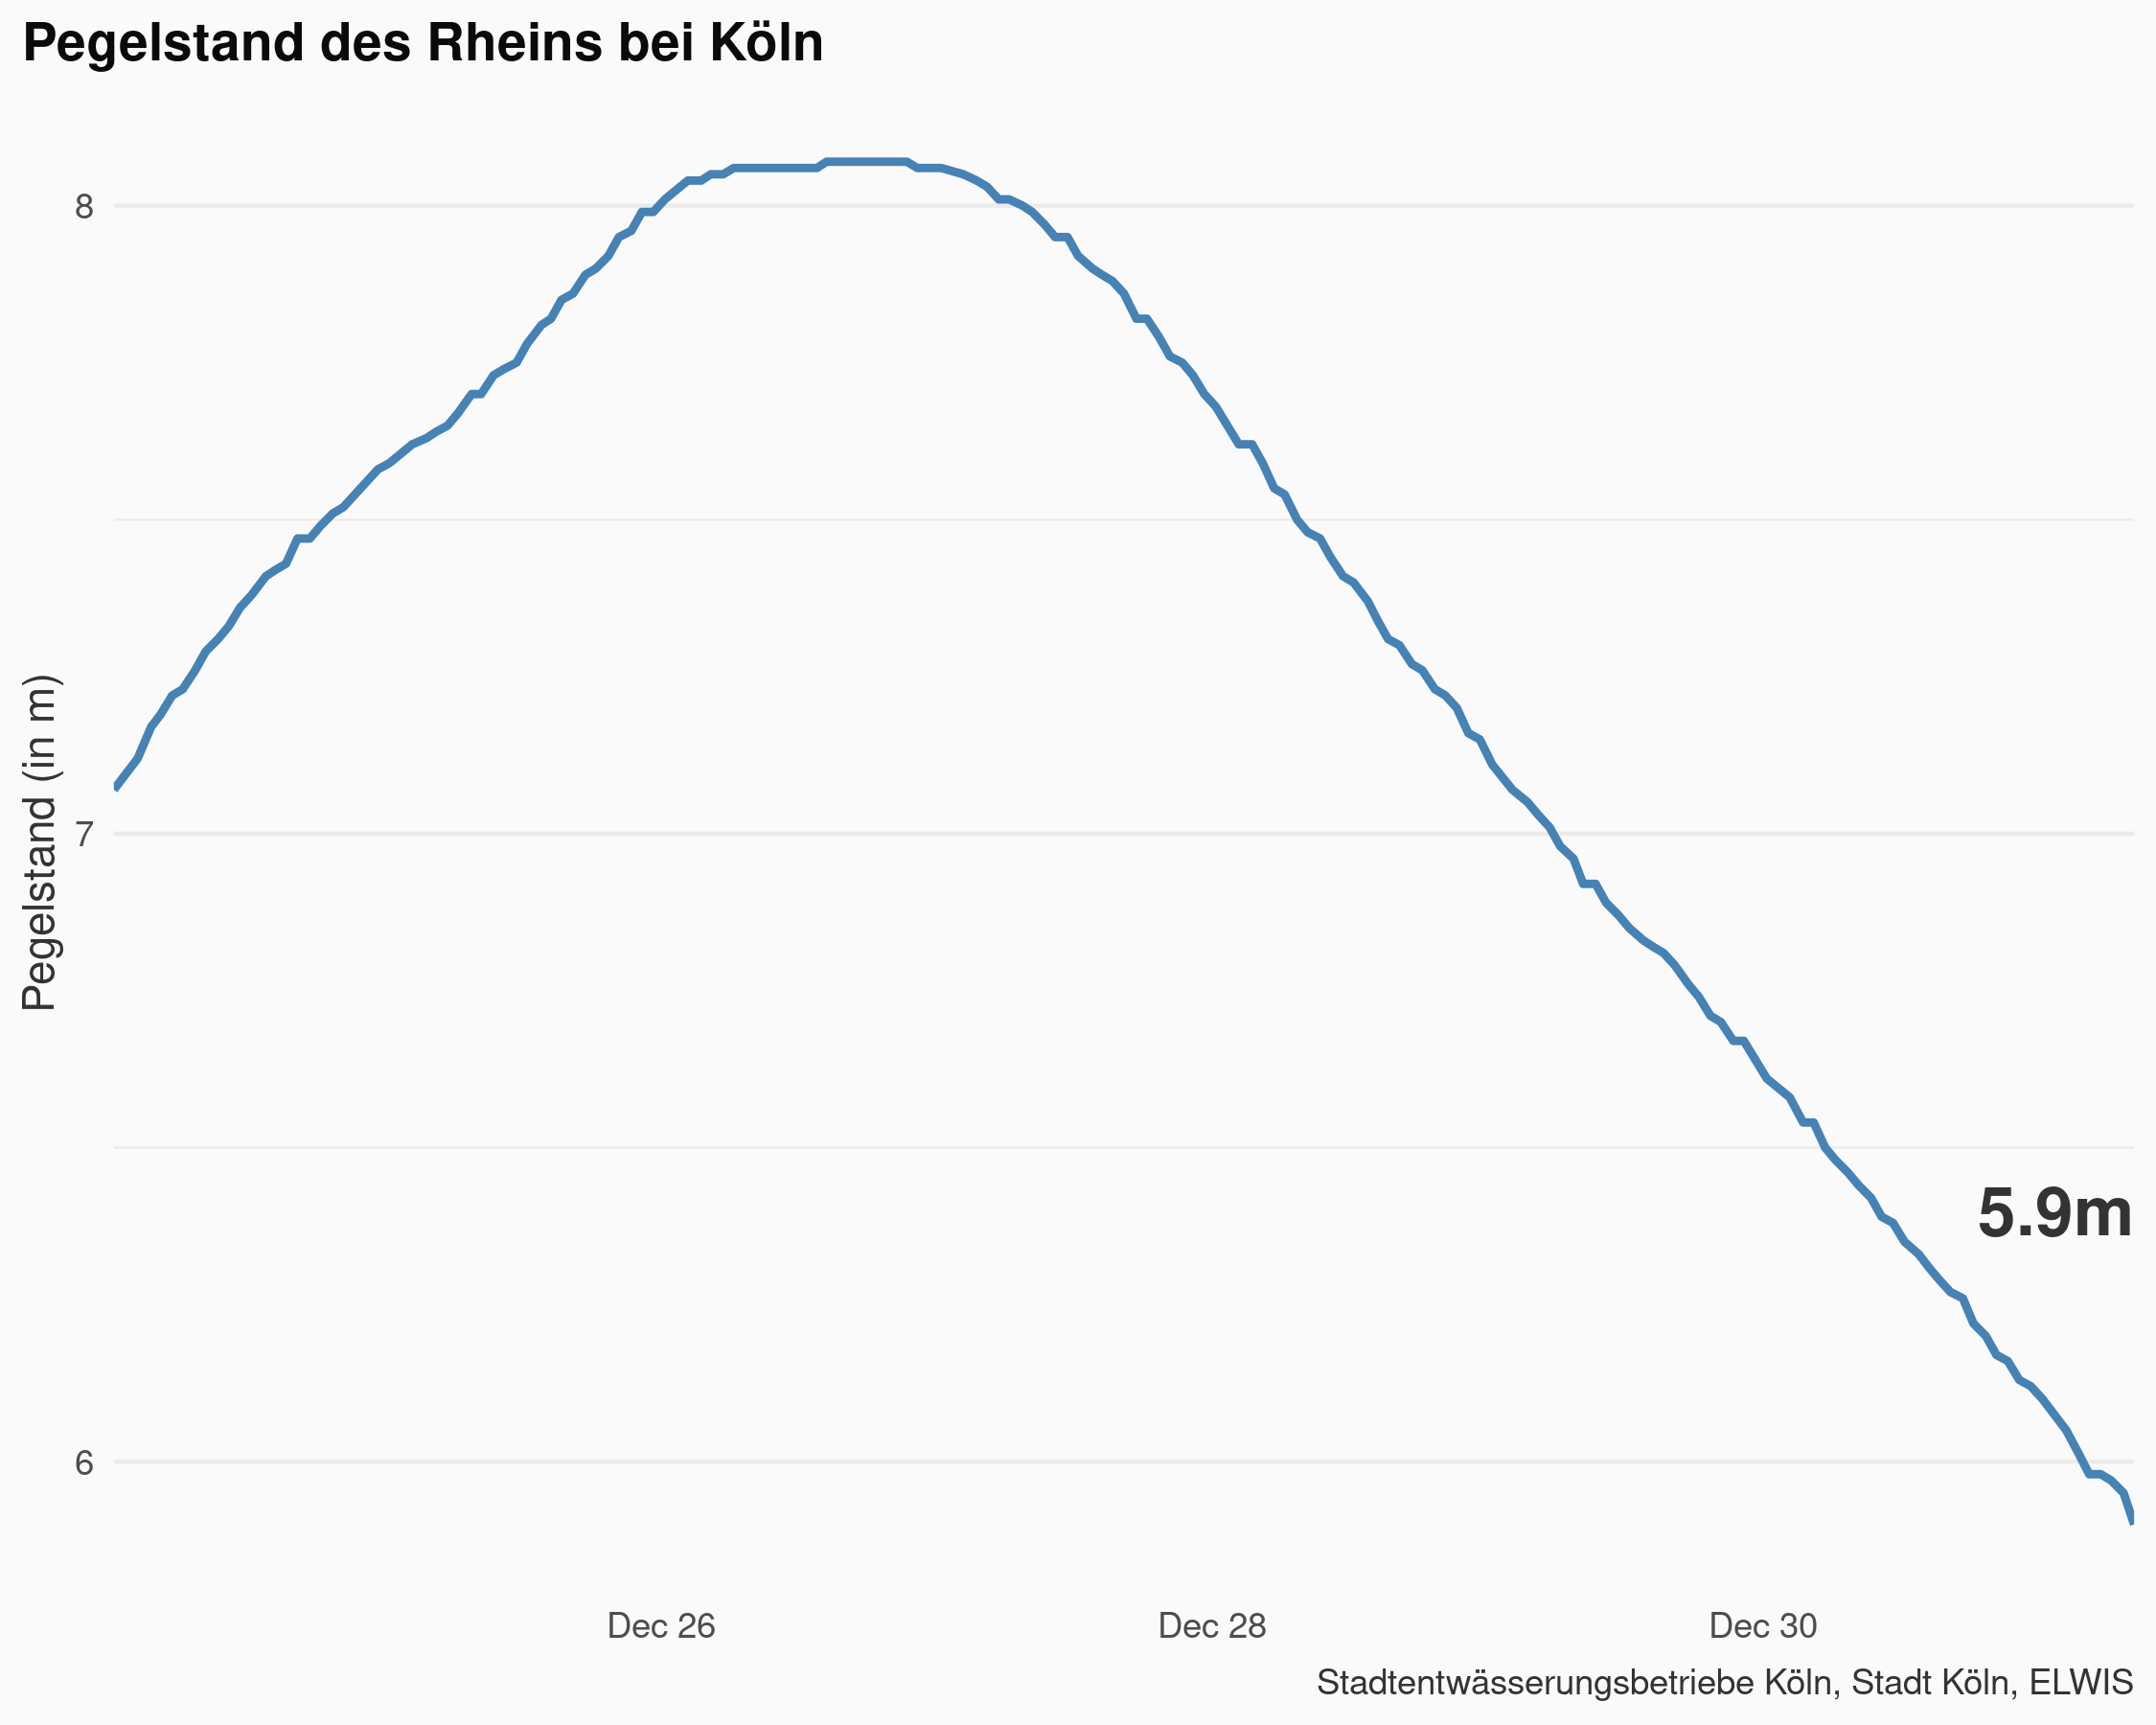 Pegelstand des Rheins bei Köln
Pegelstand (in m)
8
7
6
5.9m
Dec 26
Dec 28
Dec 30
Stadtentwässerungsbetriebe Köln, Stadt Köln, ELWIS